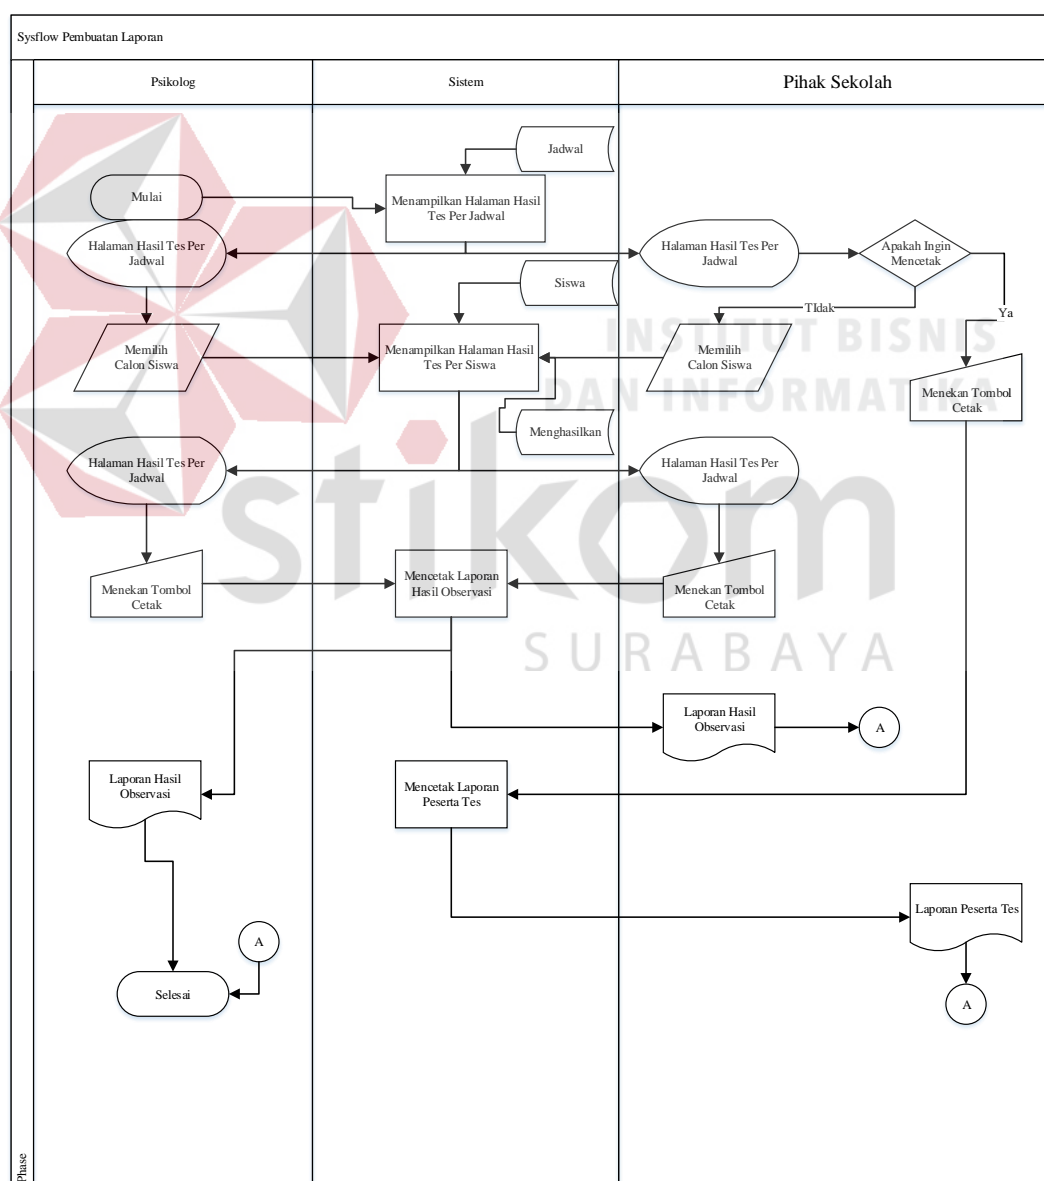 Sysflow Pembuatan Laporan
Psikolog
Sistem
Pihak Sekolah
Jadwal
Mulai
Menampilkan Halaman Hasil
Tes Per Jadwal
Halaman Hasil Tes Per
Jadwal
Halaman Hasil Tes Per
Jadwal
Apakah Ingin
Mencetak
Siswa
TIdak
Ya
INSTITUT BISNIS
DAN INFORMATIKA
Memilih
Calon Siswa
Menampilkan Halaman Hasil
Tes Per Siswa
Memilih
Calon Siswa
Menekan Tombol
Cetak
Menghasilkan
Halaman Hasil Tes Per
Jadwal
Halaman Hasil Tes Per
Jadwal
stikom
SURABAYA
Menekan Tombol
Cetak
Mencetak Laporan
Hasil Observasi
Menekan Tombol
Cetak
Laporan Hasil
Observasi
A
Laporan Hasil
Observasi
Mencetak Laporan
Peserta Tes
Laporan Peserta Tes
A
Selesai
A
Phase